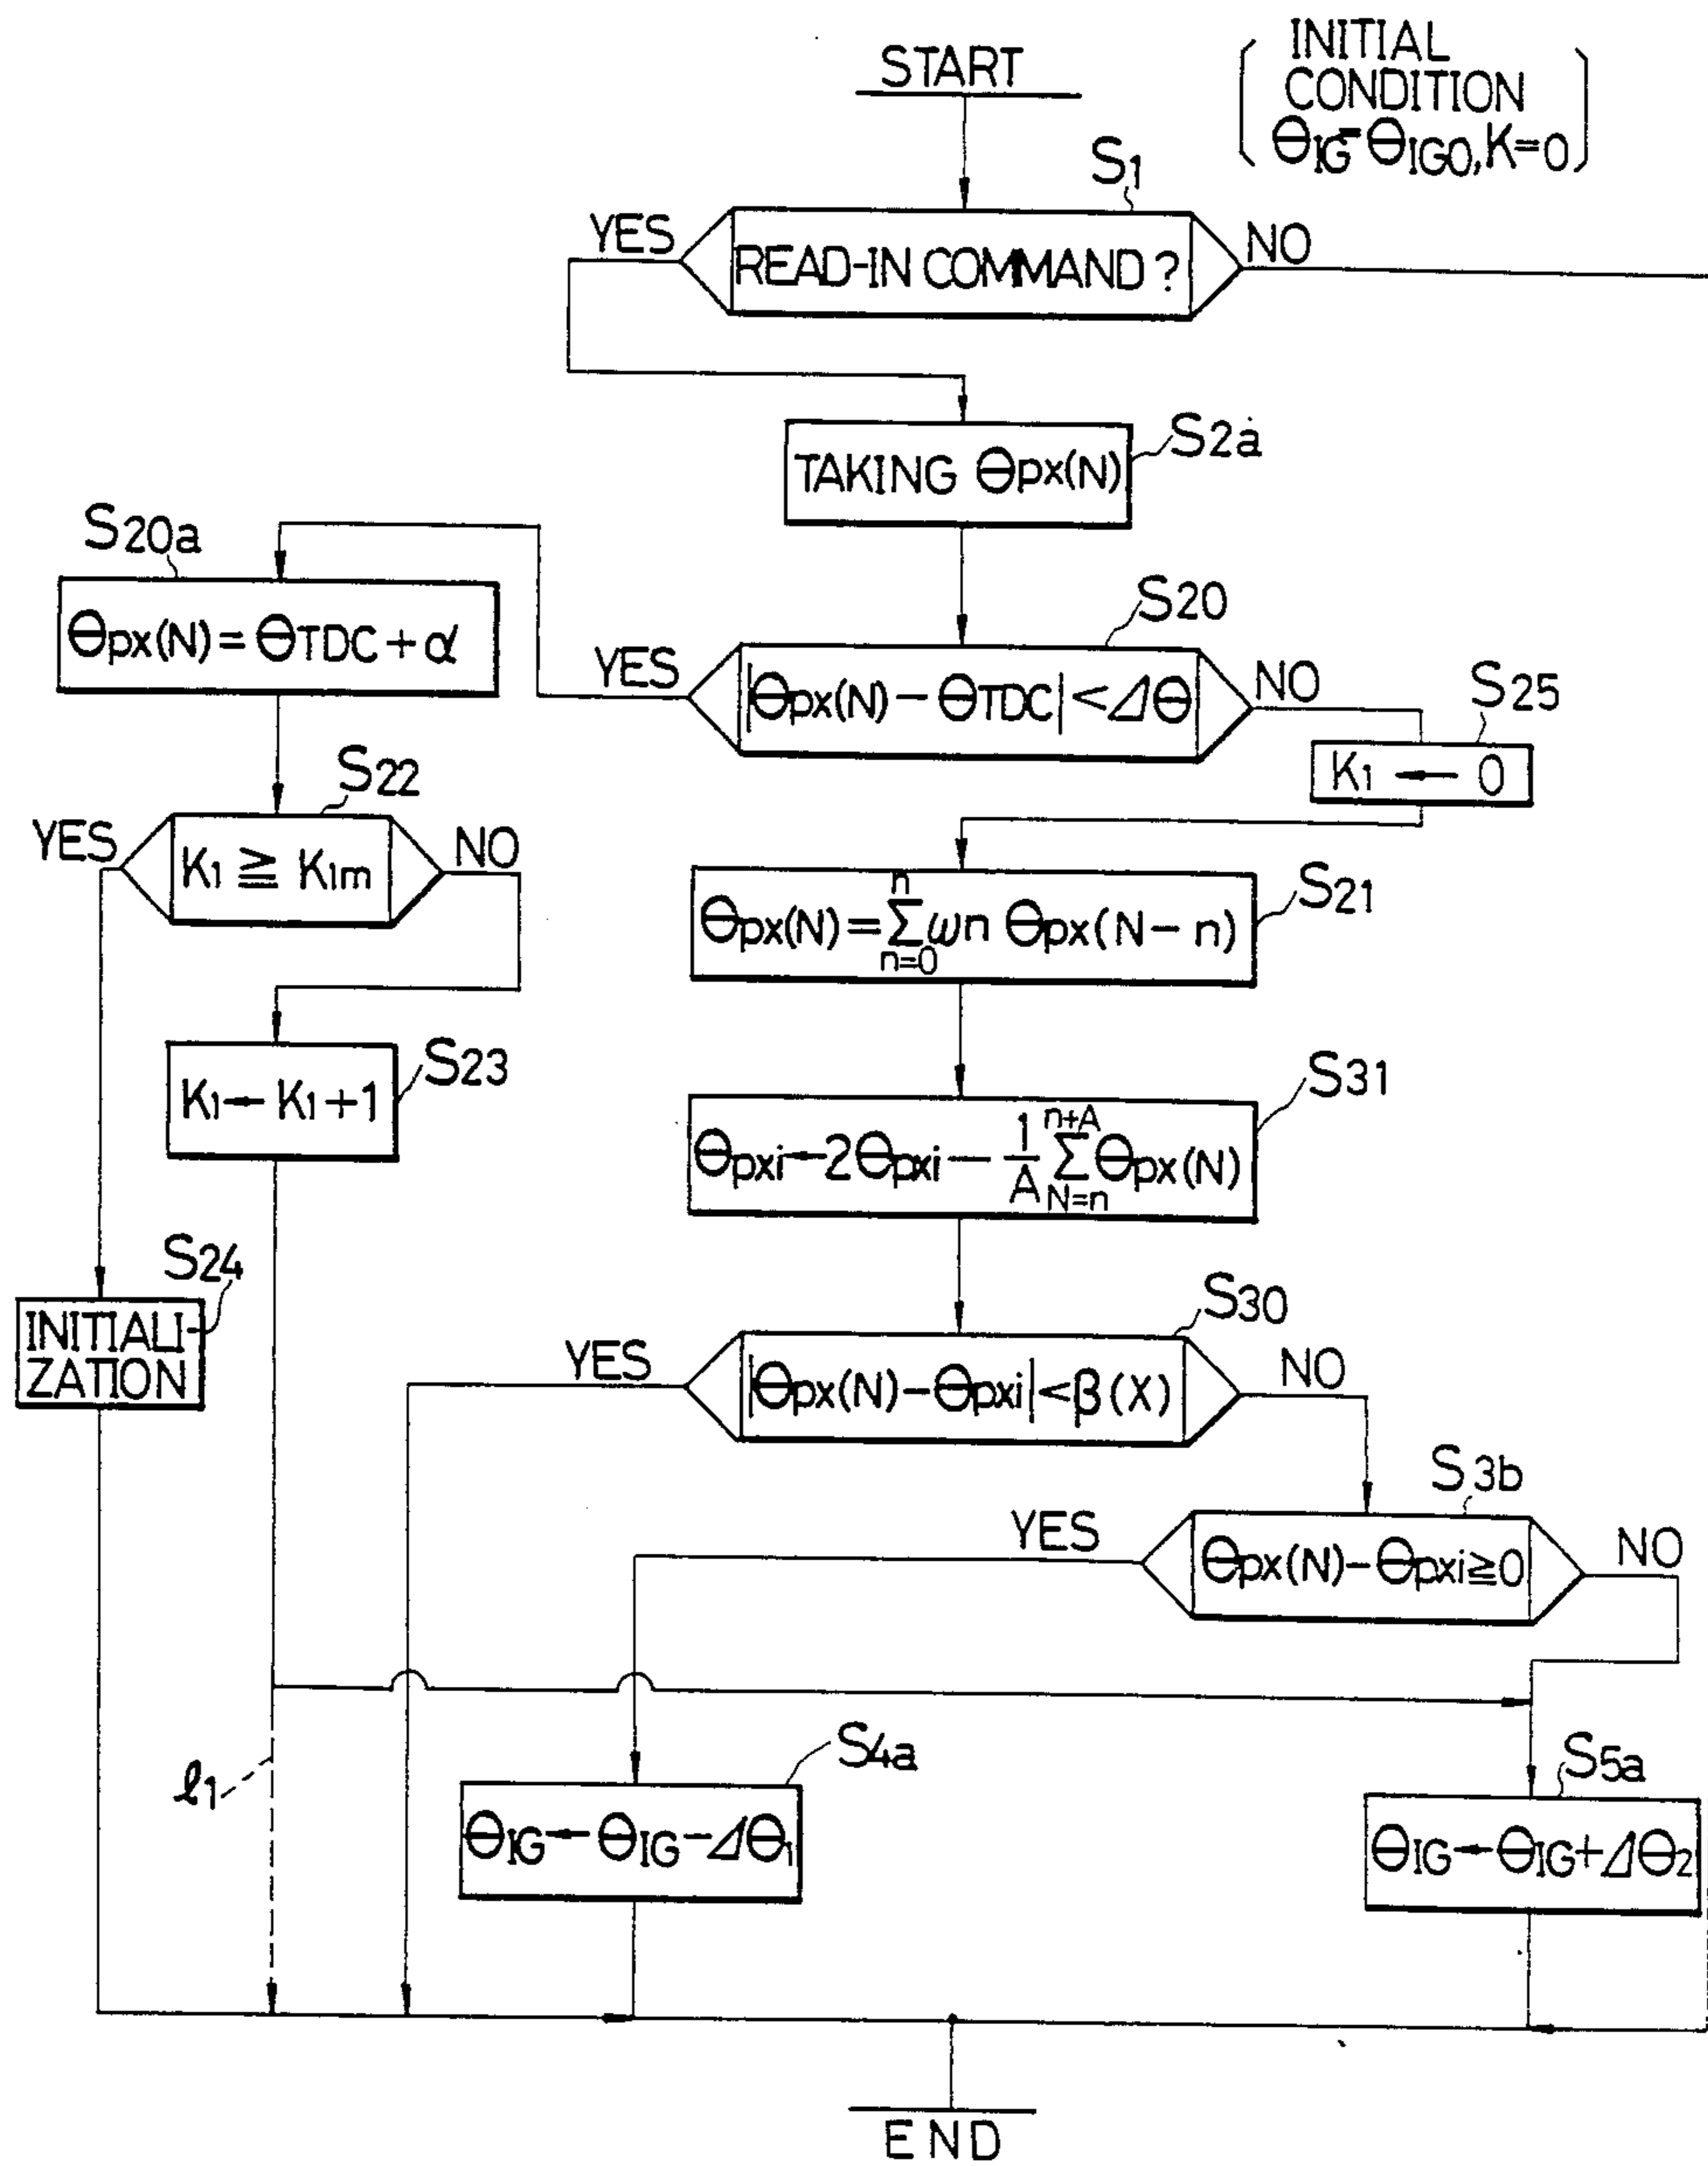 START
INITIAL
CONDITION
ΘIG=ΘIG0,K=0
S1
YES
READ-IN COMMAND ?
NO
S2a
TAKING Θpx(N)
S20a
Θpx(N)=ΘTDC+α
S20
YES
|Θpx(N)-ΘTDC|<ΔΘ
NO
S25
K1 ← 0
S22
YES
K1 ≧ K1m
NO
S21
Θpx(N)=∑n=0^n ωn Θpx(N-n)
S23
K1←K1+1
S31
Θpxi←2Θpxi-1/A∑N=n^n+A Θpx(N)
S24
INITIALI-
ZATION
S30
YES
|Θpx(N)-Θpxi|<β(X)
NO
S3b
YES
Θpx(N)-Θpxi≧0
NO
ℓ1
S4a
ΘIG←ΘIG-ΔΘ1
S5a
ΘIG←ΘIG+ΔΘ2
END